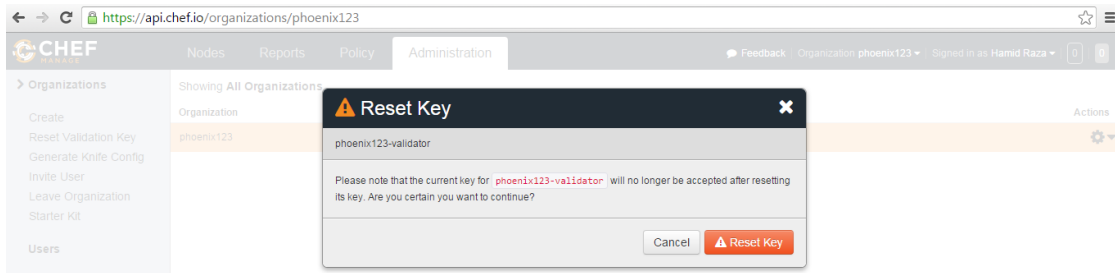 https://api.chef.io/organizations/phoenix123
CHEF
MANAGE
Nodes Reports Policy Administration
Feedback Organization phoenix123 Signed in as Hamid Raza 0 0
Organizations
Showing All Organizations
Create
Organization
Actions
Reset Validation Key
phoenix123
Generate Knife Config
Invite User
Leave Organization
Starter Kit
Users
Reset Key
phoenix123-validator
Please note that the current key for phoenix123-validator will no longer be accepted after resetting
its key. Are you certain you want to continue?
Cancel
Reset Key